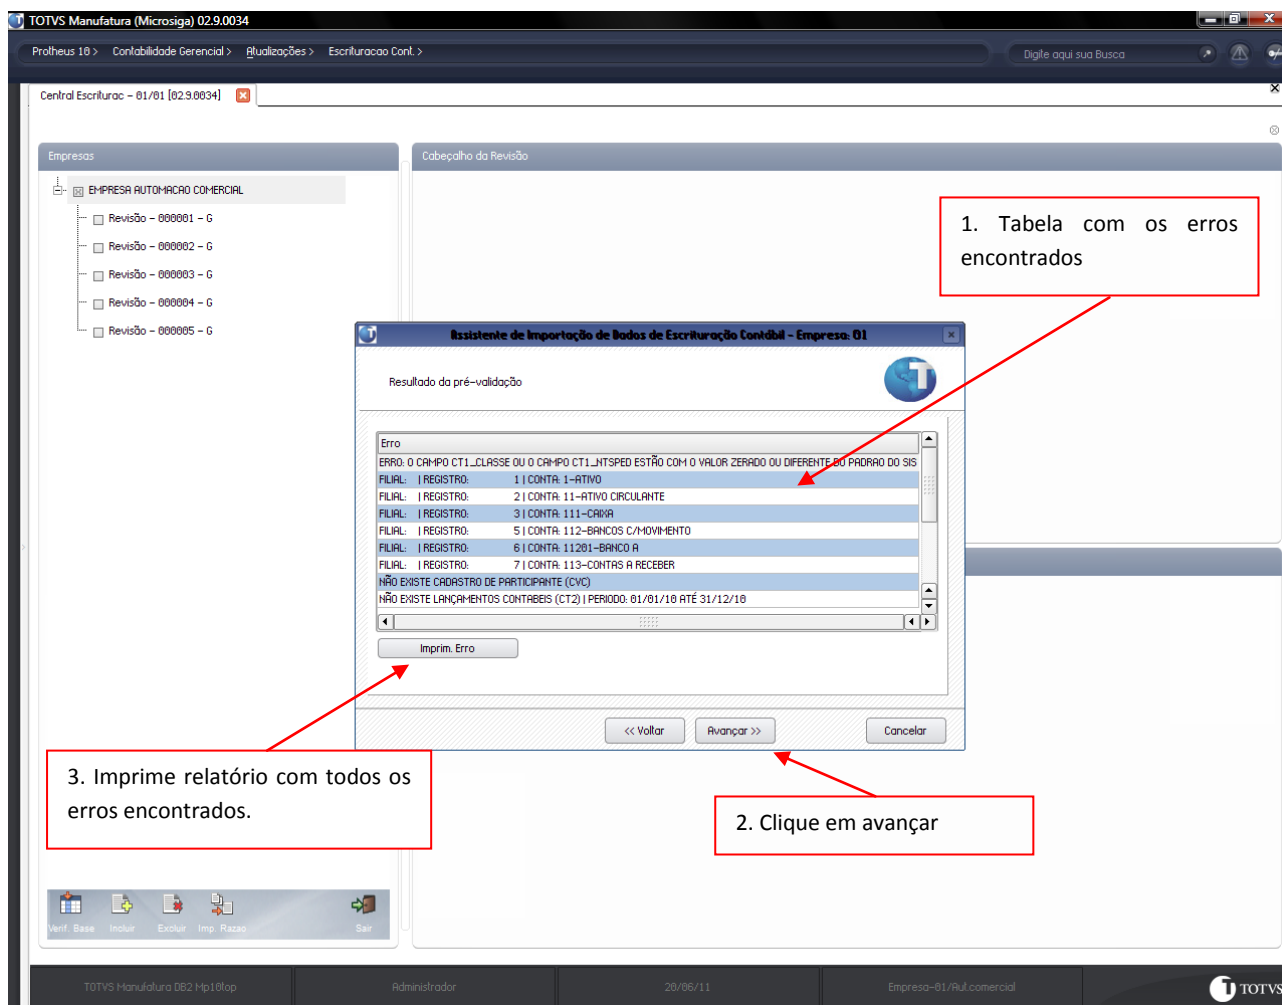 TOTVS Manufatura (Microsiga) 02.9.0034
Protheus 10 > Contabilidade Gerencial > Atualizações > Escrituracao Cont. >
Digite aqui sua Busca
Central Escriturac - 01/01 [02.9.0034]
Empresas
Cabeçalho da Revisão
EMPRESA AUTOMACAO COMERCIAL
Revisão - 000001 - G
Revisão - 000002 - G
Revisão - 000003 - G
Revisão - 000004 - G
Revisão - 000005 - G
1. Tabela com os erros
encontrados
Assistente de Importação de Dados de Escrituração Contábil - Empresa: 01
Resultado da pré-validação
Erro
ERRO: O CAMPO CT1_CLASSE OU O CAMPO CT1_NTSPED ESTÃO COM O VALOR ZERADO OU DIFERENTE DO PADRAO DO SIS
FILIAL: | REGISTRO: 1 | CONTA: 1-ATIVO
FILIAL: | REGISTRO: 2 | CONTA: 11-ATIVO CIRCULANTE
FILIAL: | REGISTRO: 3 | CONTA: 111-CAIXA
FILIAL: | REGISTRO: 5 | CONTA: 112-BANCOS C/MOVIMENTO
FILIAL: | REGISTRO: 6 | CONTA: 11201-BANCO A
FILIAL: | REGISTRO: 7 | CONTA: 113-CONTAS A RECEBER
NÃO EXISTE CADASTRO DE PARTICIPANTE (CVC)
NÃO EXISTE LANÇAMENTOS CONTABEIS (CT2) | PERIODO: 01/01/10 ATÉ 31/12/10
Imprim. Erro
<< Voltar
Avançar >>
Cancelar
3. Imprime relatório com todos os
erros encontrados.
2. Clique em avançar
Verif. Base
Incluir
Excluir
Imp. Razao
Sair
TOTVS Manufatura DB2 Mp10top
Administrador
20/06/11
Empresa-01/Aut.comercial
TOTVS